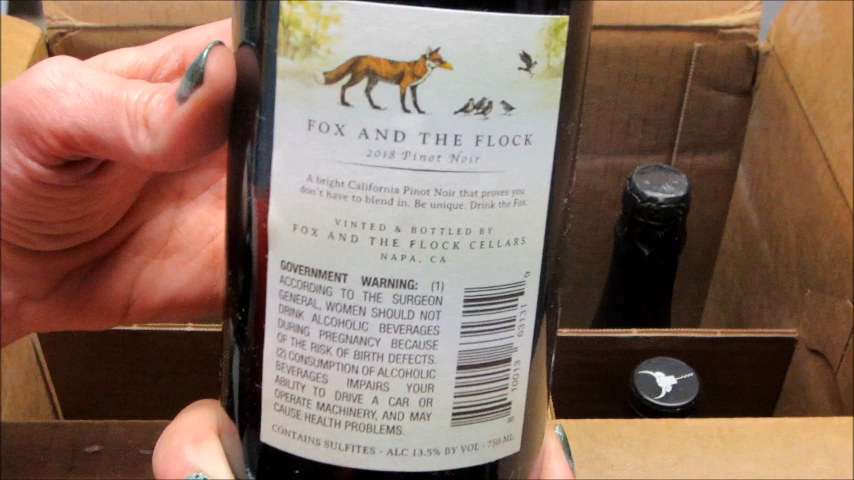 FOX AND THE FLOCK
2018 Pinot Noir
A bright California Pinot Noir that proves you
don't have to blend in. Be unique. Drink the Fox.
VINTED & BOTTLED BY
FOX AND THE FLOCK CELLARS
NAPA, CA
GOVERNMENT WARNING: (1)
ACCORDING TO THE SURGEON
GENERAL, WOMEN SHOULD NOT
DRINK ALCOHOLIC BEVERAGES
DURING PREGNANCY BECAUSE
OF THE RISK OF BIRTH DEFECTS.
(2) CONSUMPTION OF ALCOHOLIC
BEVERAGES IMPAIRS YOUR
ABILITY TO DRIVE A CAR OR
OPERATE MACHINERY, AND MAY
CAUSE HEALTH PROBLEMS.
8 10013 03131 9
CONTAINS SULFITES - ALC 13.5% BY VOL - 750 ML